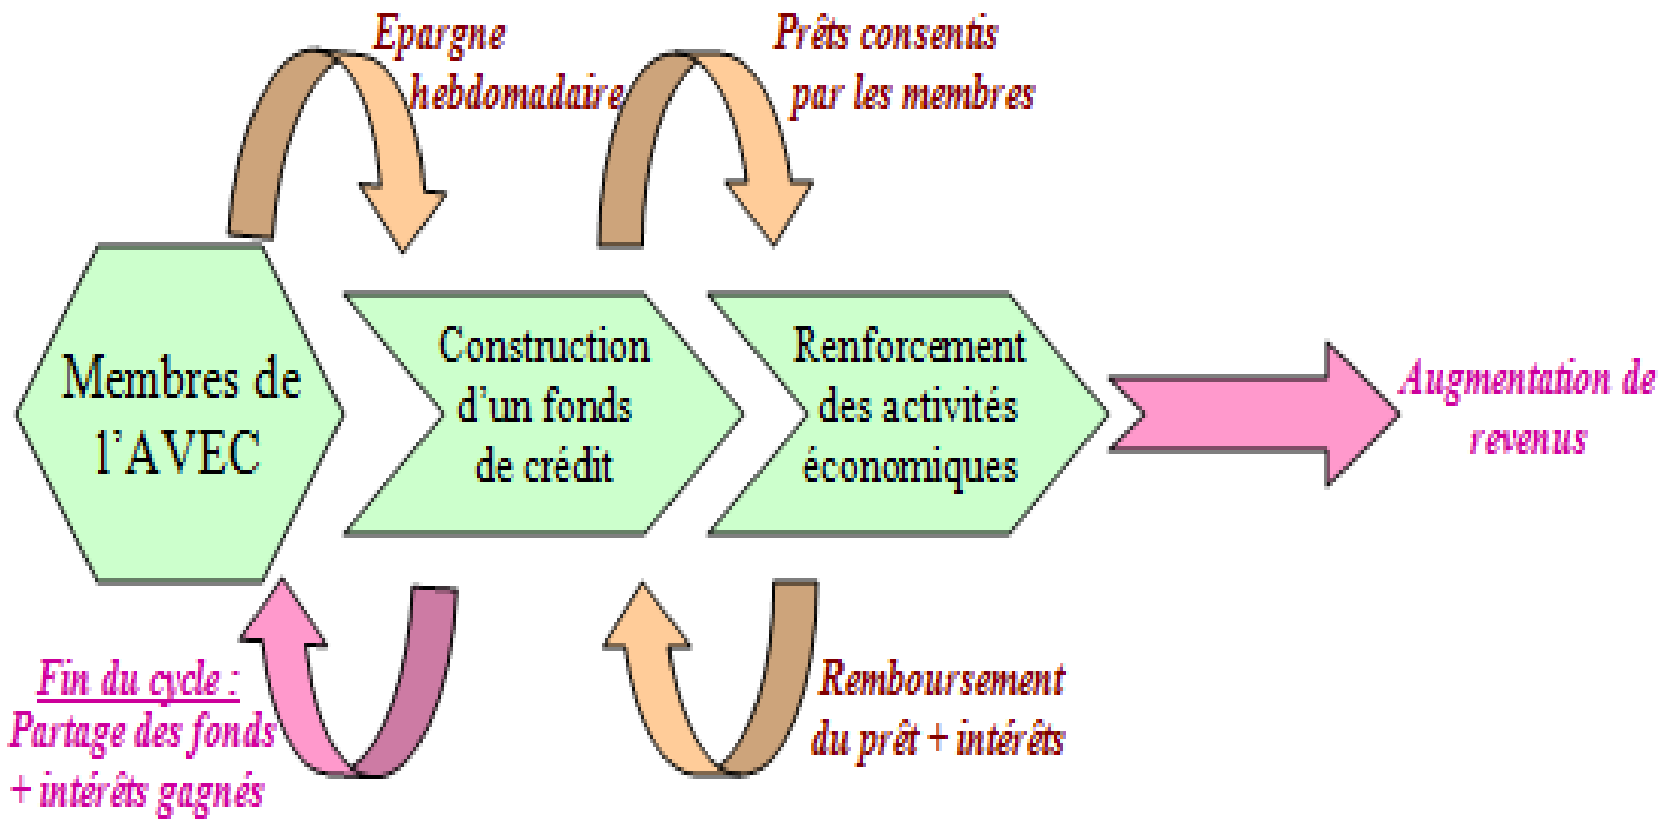 Epargne
hebdomadaire
Prêts consentis
par les membres
Membres de
l'AVEC
Construction
d'un fonds
de crédit
Renforcement
des activités
économiques
Augmentation de
revenus
Fin du cycle :
Partage des fonds
+ intérêts gagnés
Remboursement
du prêt + intérêts